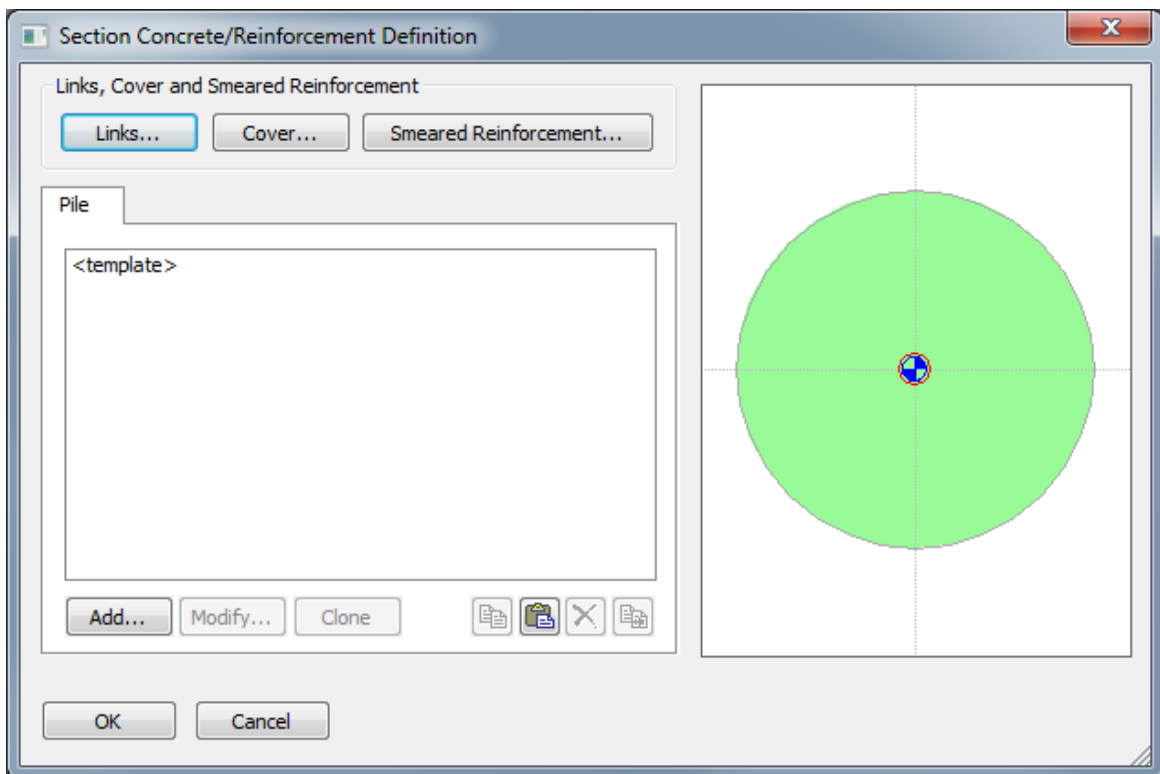 Section Concrete/Reinforcement Definition
Links, Cover and Smeared Reinforcement
Links... Cover... Smeared Reinforcement...
Pile
<template>
Add... Modify... Clone
OK Cancel